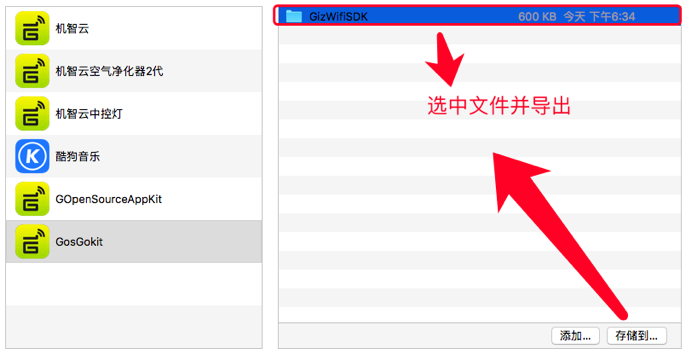 机智云
机智云空气净化器2代
机智云中控灯
酷狗音乐
GOpenSourceAppKit
GosGokit
GizWifiSDK 600 KB 今天 下午6:34
选中文件并导出
添加... 存储到...